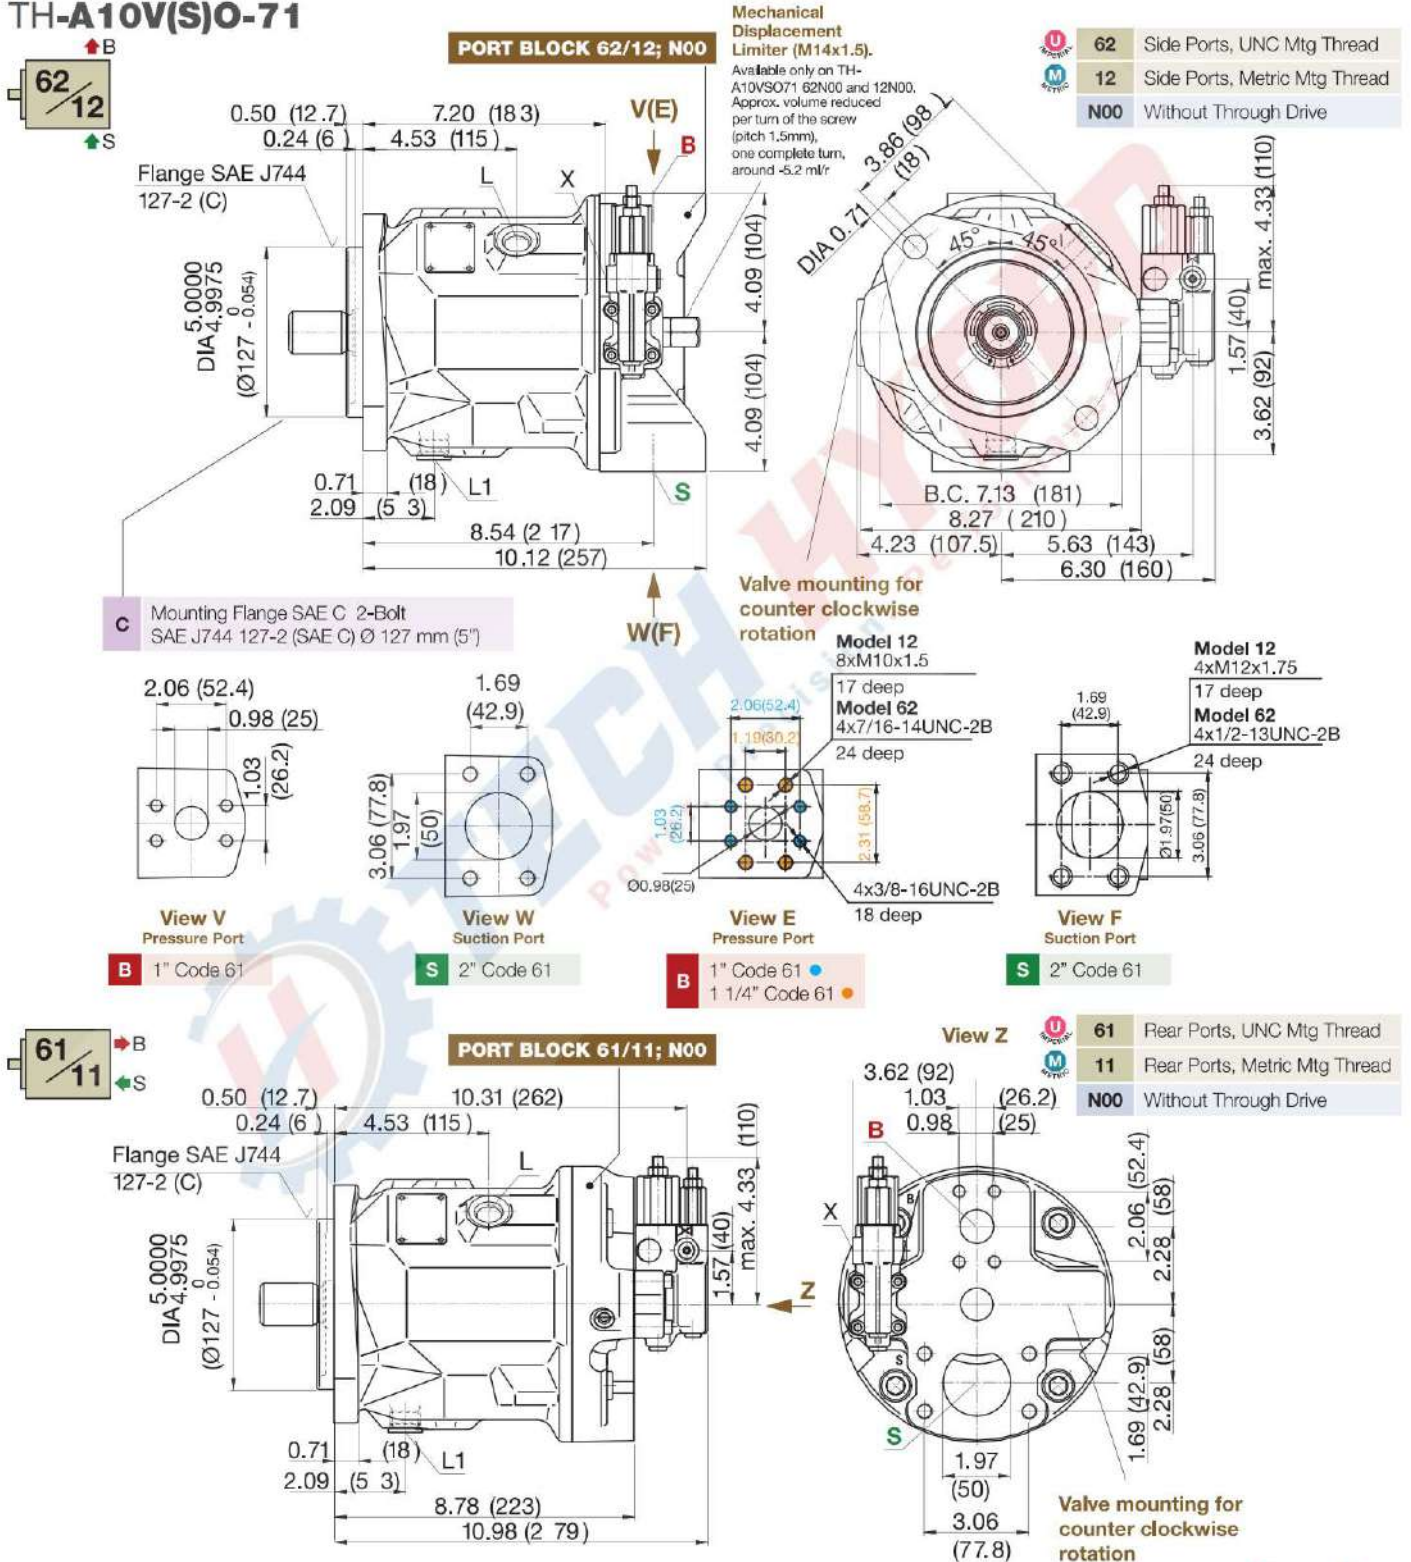 TH-A10V(S)O-71
B
62/12
S
PORT BLOCK 62/12; N00
Mechanical
Displacement
Limiter (M14x1.5).
Available only on TH-
A10VSO71 62N00 and 12N00.
Approx. volume reduced
per turn of the screw
(pitch 1.5mm),
one complete turn,
around -5.2 ml/r
U
IMPERIAL
62 Side Ports, UNC Mtg Thread
M
METRIC
12 Side Ports, Metric Mtg Thread
N00 Without Through Drive
0.50 (12.7)
7.20 (18 3)
0.24 (6 )
4.53 (115 )
V(E)
B
Flange SAE J744
127-2 (C)
L
X
DIA 5.0000
4.9975
(Ø127 0 - 0.054)
4.09 (104)
4.09 (104)
0.71 (18)
2.09 (5 3)
L1
S
8.54 (2 17)
10.12 (257)
W(F)
3.86 (98 )
(18 )
DIA 0.71
45° 45°
max. 4.33 (110)
1.57 (40)
3.62 (92)
B.C. 7.13 (181)
8.27 ( 210 )
4.23 (107.5)
5.63 (143)
6.30 (160)
Valve mounting for
counter clockwise
rotation
C
Mounting Flange SAE C 2-Bolt
SAE J744 127-2 (SAE C) Ø 127 mm (5")
2.06 (52.4)
0.98 (25)
1.03
(26.2)
View V
Pressure Port
B 1" Code 61
1.69
(42.9)
3.06 (77.8)
1.97
(50)
View W
Suction Port
S 2" Code 61
Model 12
8xM10x1.5
17 deep
Model 62
4x7/16-14UNC-2B
24 deep
2.06(52.4)
1.19(30.2)
1.03
(26.2)
2.31 (58.7)
Ø0.98(25)
4x3/8-16UNC-2B
18 deep
View E
Pressure Port
B
1" Code 61
1 1/4" Code 61
Model 12
4xM12x1.75
17 deep
Model 62
4x1/2-13UNC-2B
24 deep
1.69
(42.9)
Ø1.97(50)
3.06 (77.8)
View F
Suction Port
S 2" Code 61
TECH HYDRO
H
61/11
B
S
PORT BLOCK 61/11; N00
View Z
U
IMPERIAL
61 Rear Ports, UNC Mtg Thread
M
METRIC
11 Rear Ports, Metric Mtg Thread
N00 Without Through Drive
0.50 (12.7)
10.31 (262)
0.24 (6 )
4.53 (115 )
Flange SAE J744
127-2 (C)
L
DIA 5.0000
4.9975
(Ø127 0 - 0.054)
max. 4.33 (110)
1.57 (40)
Z
0.71 (18)
2.09 (5 3)
L1
8.78 (223)
10.98 (2 79)
3.62 (92)
1.03 (26.2)
0.98 (25)
B
X
B
S
2.06 (52.4)
2.28 (58)
2.28 (58)
1.69 (42.9)
S
1.97
(50)
3.06
(77.8)
Valve mounting for
counter clockwise
rotation